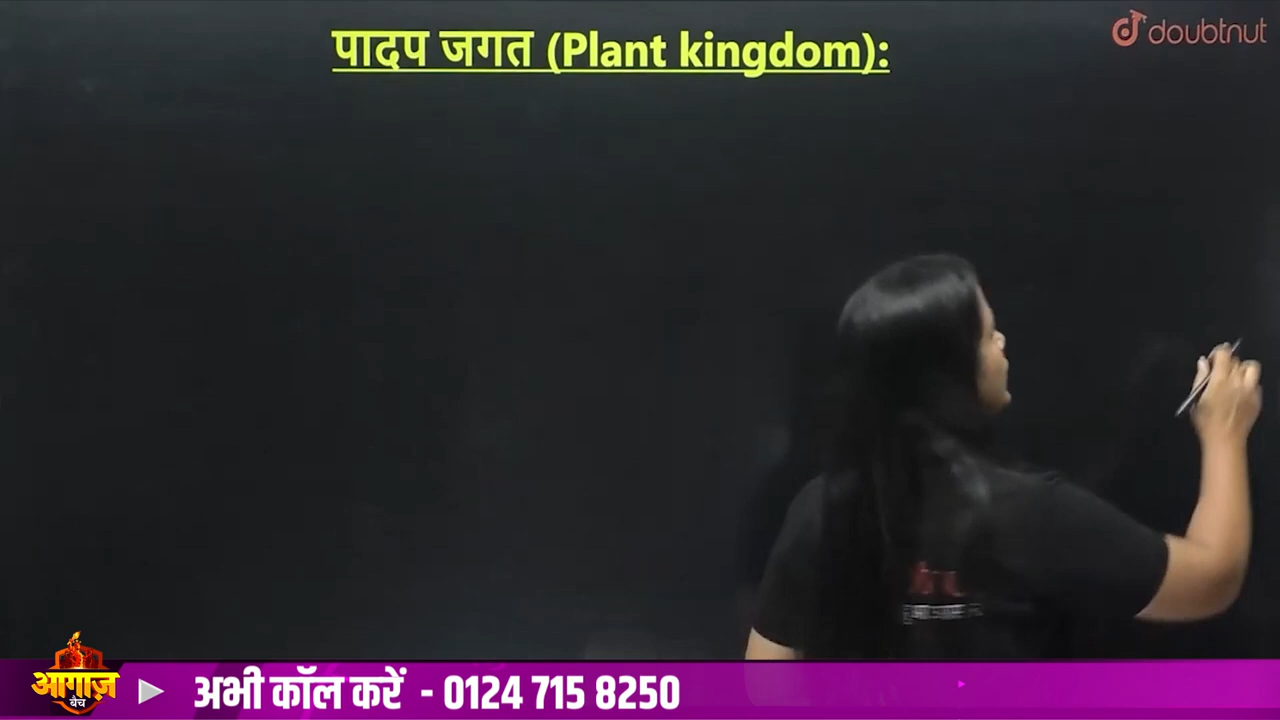 पादप जगत (Plant kingdom):
doubtnut
आगाज़
बैच
अभी कॉल करें - 0124 715 8250